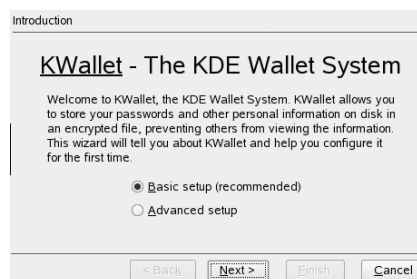 Introduction
KWallet - The KDE Wallet System
Welcome to KWallet, the KDE Wallet System. KWallet allows you
to store your passwords and other personal information on disk in
an encrypted file, preventing others from viewing the information.
This wizard will tell you about KWallet and help you configure it
for the first time.
Basic setup (recommended)
Advanced setup
< Back Next > Finish Cancel